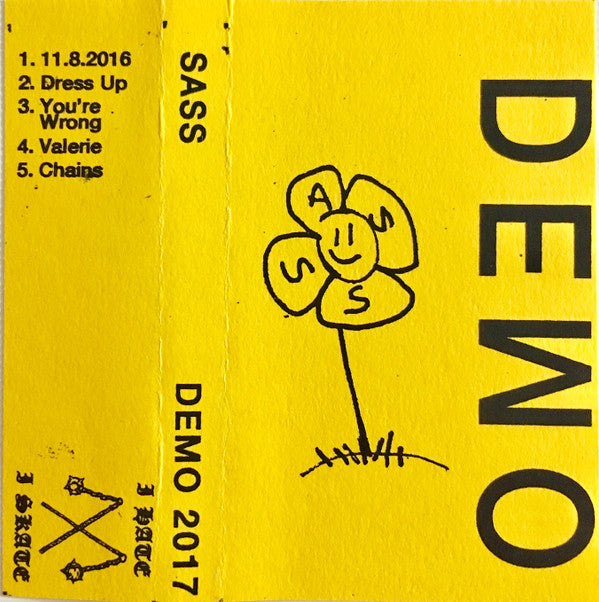 1. 11.8.2016
2. Dress Up
3. You're
Wrong
4. Valerie
5. Chains
I HATE
I SKATE
SASS
DEMO 2017
S A S S
DEMO